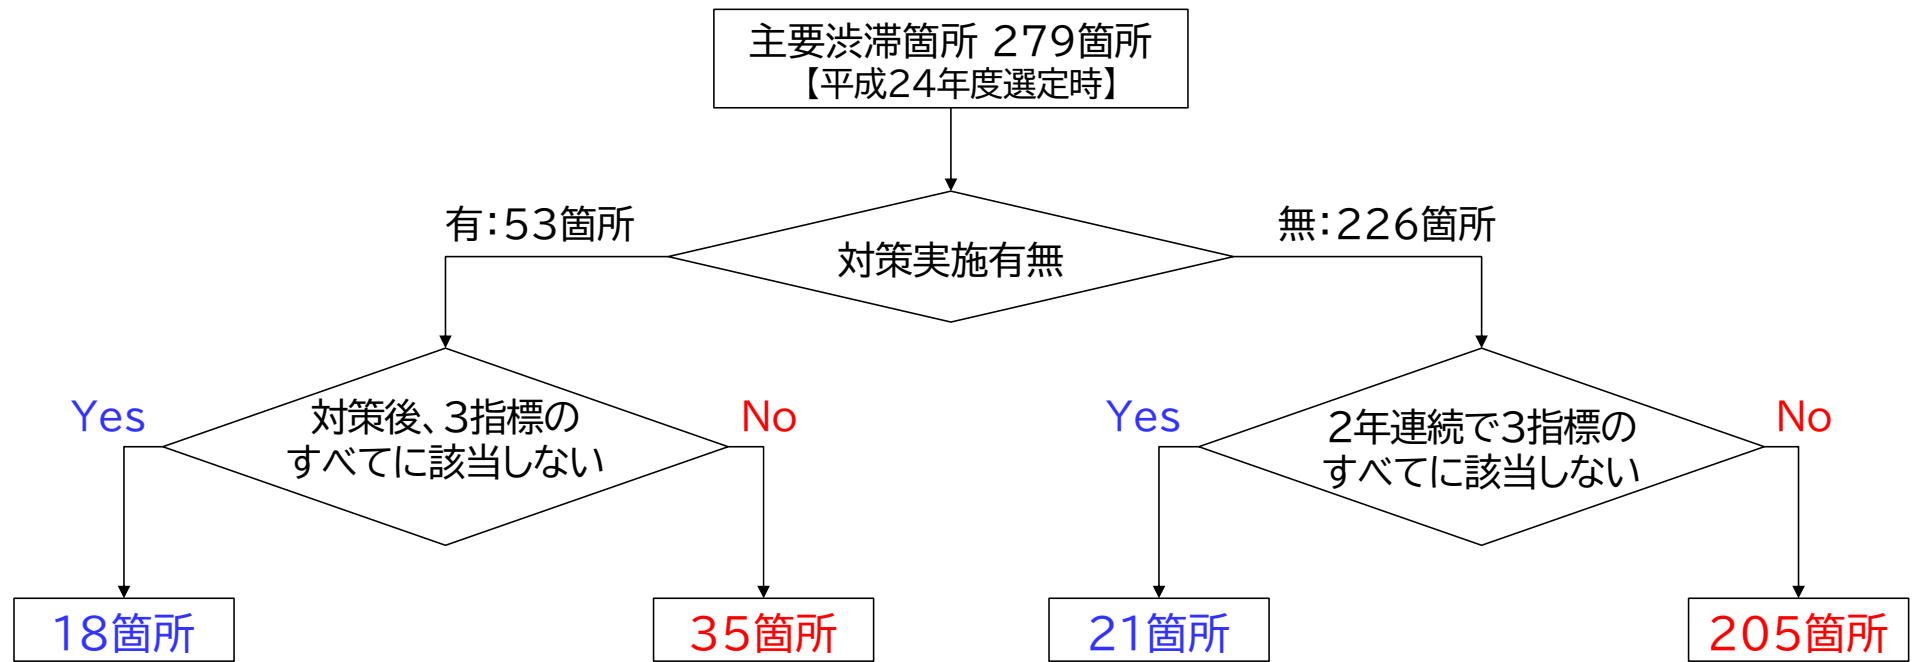 主要渋滞箇所 279箇所
【平成24年度選定時】
有：53箇所
無：226箇所
対策実施有無
Yes
対策後、3指標の
すべてに該当しない
No
Yes
2年連続で3指標の
すべてに該当しない
No
18箇所
35箇所
21箇所
205箇所